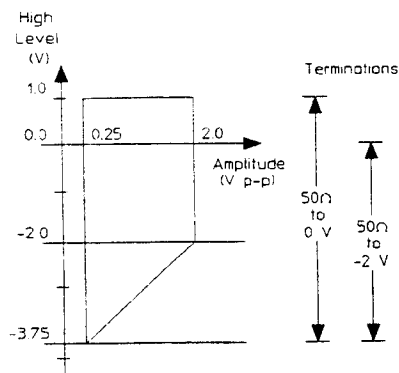 High
Level
(V)
Terminations
1.0
0.0
0.25
2.0
Amplitude
(V p-p)
50Ω
to
0 V
50Ω
to
-2 V
-2.0
-3.75